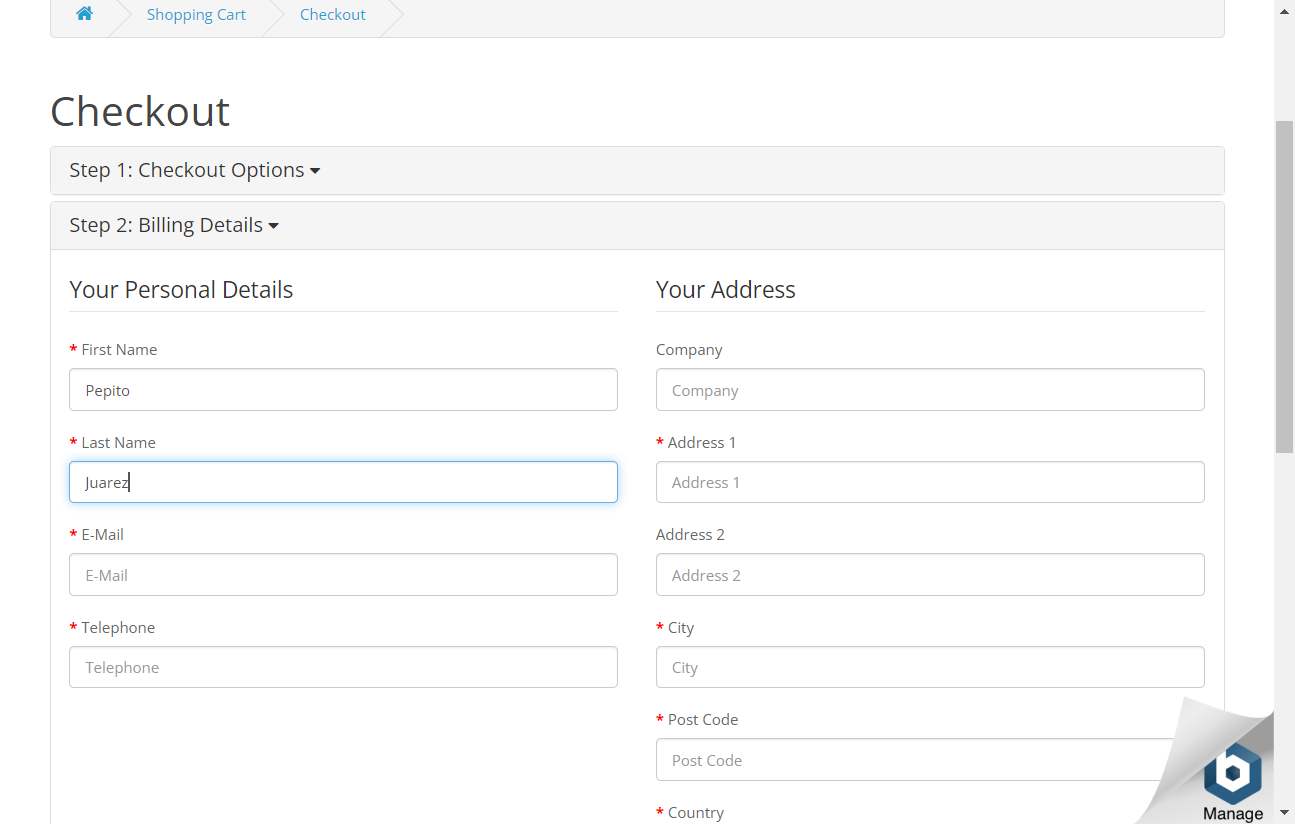 Shopping Cart
Checkout
Checkout
Step 1: Checkout Options
Step 2: Billing Details
Your Personal Details
* First Name
Pepito
* Last Name
Juarez
* E-Mail
E-Mail
* Telephone
Telephone
Your Address
Company
Company
* Address 1
Address 1
Address 2
Address 2
* City
City
* Post Code
Post Code
* Country
b
Manage